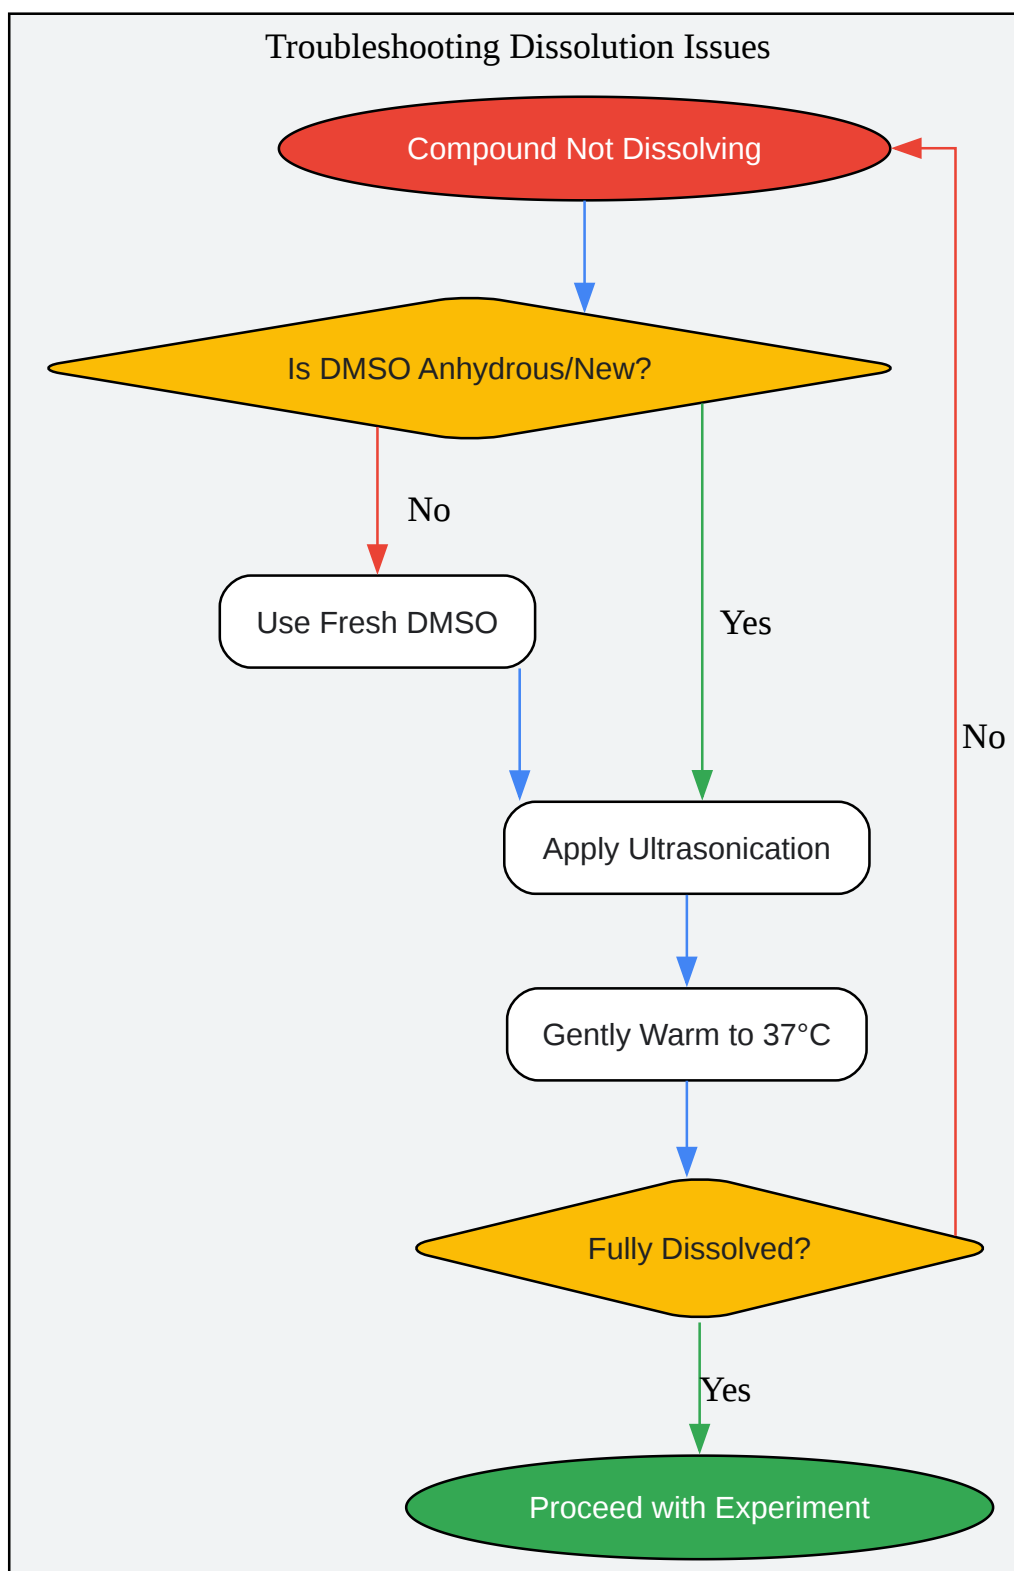 Troubleshooting Dissolution Issues
Compound Not Dissolving
Is DMSO Anhydrous/New?
No
Use Fresh DMSO
Yes
No
Apply Ultrasonication
Gently Warm to 37°C
Fully Dissolved?
Yes
Proceed with Experiment